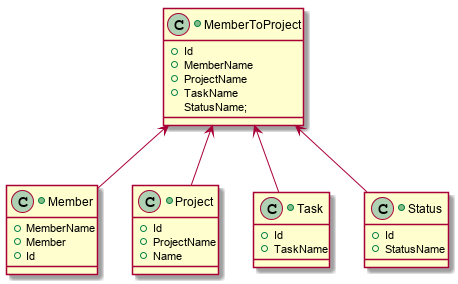 C MemberToProject
Id
MemberName
ProjectName
TaskName
StatusName;
C Member
MemberName
Member
Id
C Project
Id
ProjectName
Name
C Task
Id
TaskName
C Status
Id
StatusName